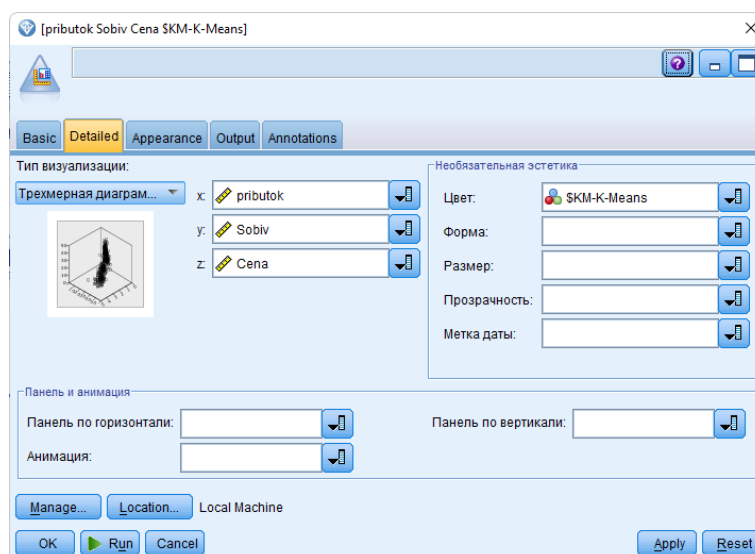 [pributok Sobiv Cena $KM-K-Means]
Basic Detailed Appearance Output Annotations
Тип визуализации:
Трехмерная диаграм...
x: pributok
y: Sobiv
z: Cena
Необязательная эстетика
Цвет: $KM-K-Means
Форма:
Размер:
Прозрачность:
Метка даты:
Панель и анимация
Панель по горизонтали:
Панель по вертикали:
Анимация:
Manage... Location... Local Machine
OK Run Cancel Apply Reset